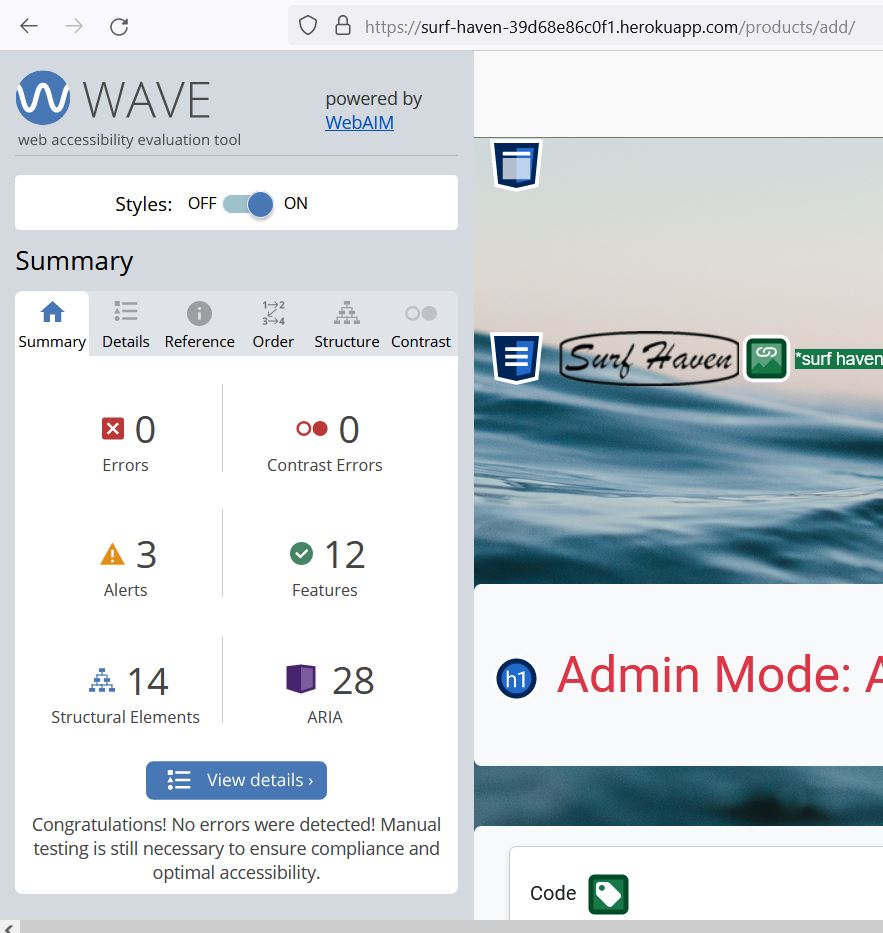 https://surf-haven-39d68e86c0f1.herokuapp.com/products/add/
WAVE
web accessibility evaluation tool
powered by
WebAIM
Styles: OFF ON
Summary
Summary Details Reference Order Structure Contrast
0 0
Errors Contrast Errors
3 12
Alerts Features
14 28
Structural Elements ARIA
View details ›
Congratulations! No errors were detected! Manual
testing is still necessary to ensure compliance and
optimal accessibility.
Surf Haven *surf haven
h1 Admin Mode: A
Code